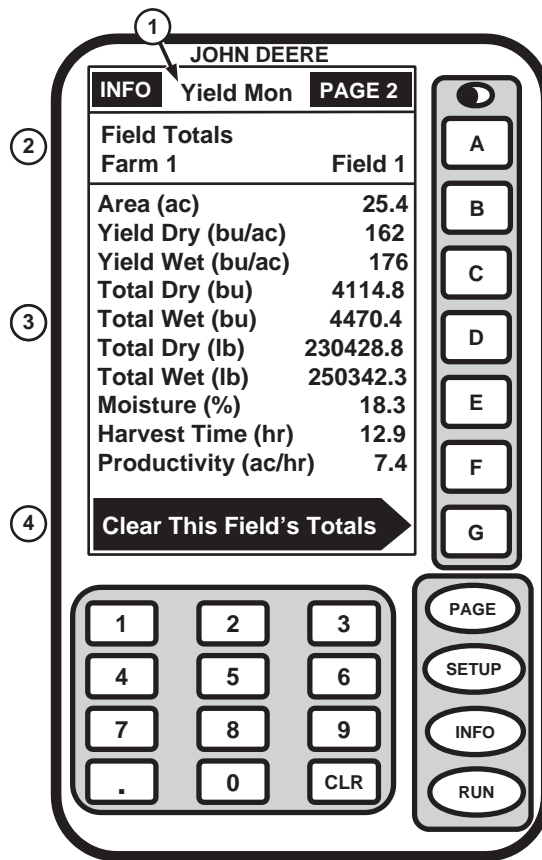 1
JOHN DEERE
INFO Yield Mon PAGE 2
2
Field Totals
Farm 1 Field 1
Area (ac) 25.4
Yield Dry (bu/ac) 162
Yield Wet (bu/ac) 176
Total Dry (bu) 4114.8
3
Total Wet (bu) 4470.4
Total Dry (lb) 230428.8
Total Wet (lb) 250342.3
Moisture (%) 18.3
Harvest Time (hr) 12.9
Productivity (ac/hr) 7.4
4
Clear This Field's Totals
A
B
C
D
E
F
G
1 2 3
4 5 6
7 8 9
. 0 CLR
PAGE
SETUP
INFO
RUN